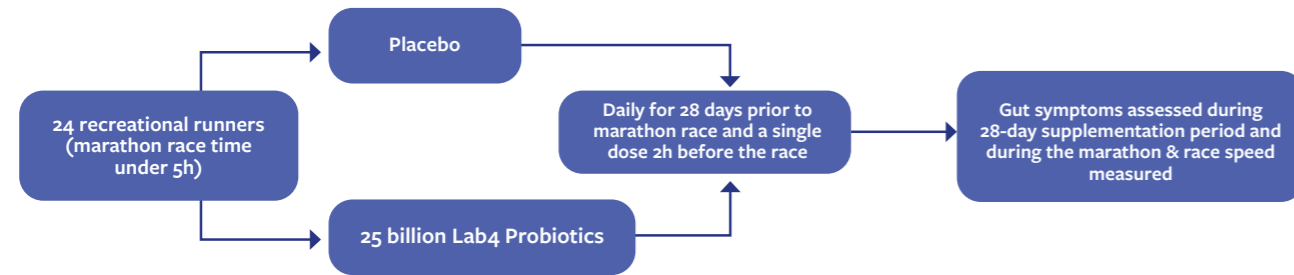 Placebo
24 recreational runners
(marathon race time
under 5h)
25 billion Lab4 Probiotics
Daily for 28 days prior to
marathon race and a single
dose 2h before the race
Gut symptoms assessed during
28-day supplementation period and
during the marathon & race speed
measured